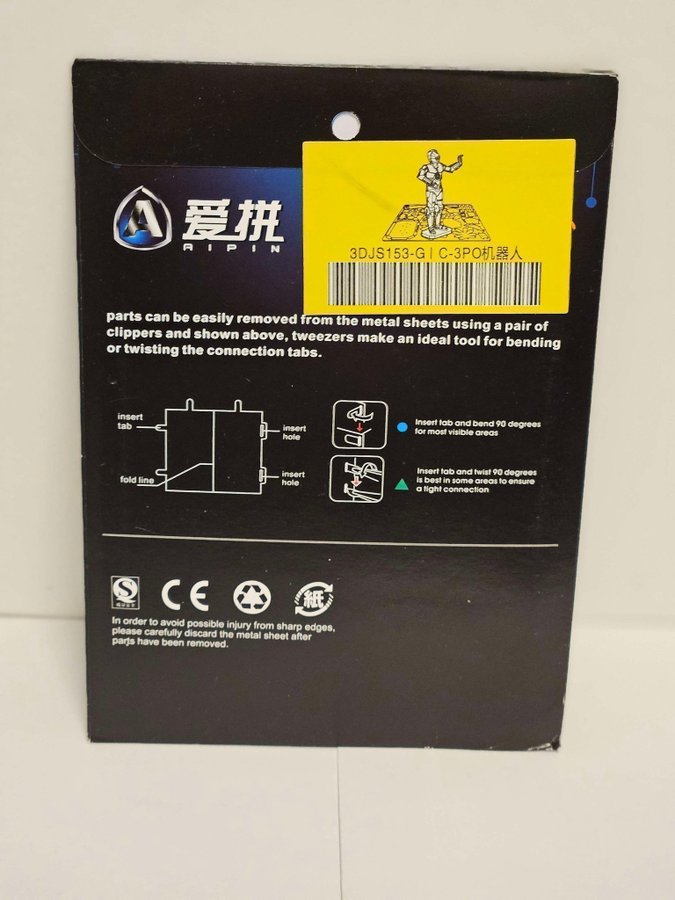 爱拼
AIPIN
3DJS153-G | C-3PO机器人
parts can be easily removed from the metal sheets using a pair of
clippers and shown above, tweezers make an ideal tool for bending
or twisting the connection tabs.
insert
tab
fold line
insert
hole
insert
hole
Insert tab and bend 90 degrees
for most visible areas
Insert tab and twist 90 degrees
is best in some areas to ensure
a tight connection
CE
紙
In order to avoid possible injury from sharp edges,
please carefully discard the metal sheet after
parts have been removed.